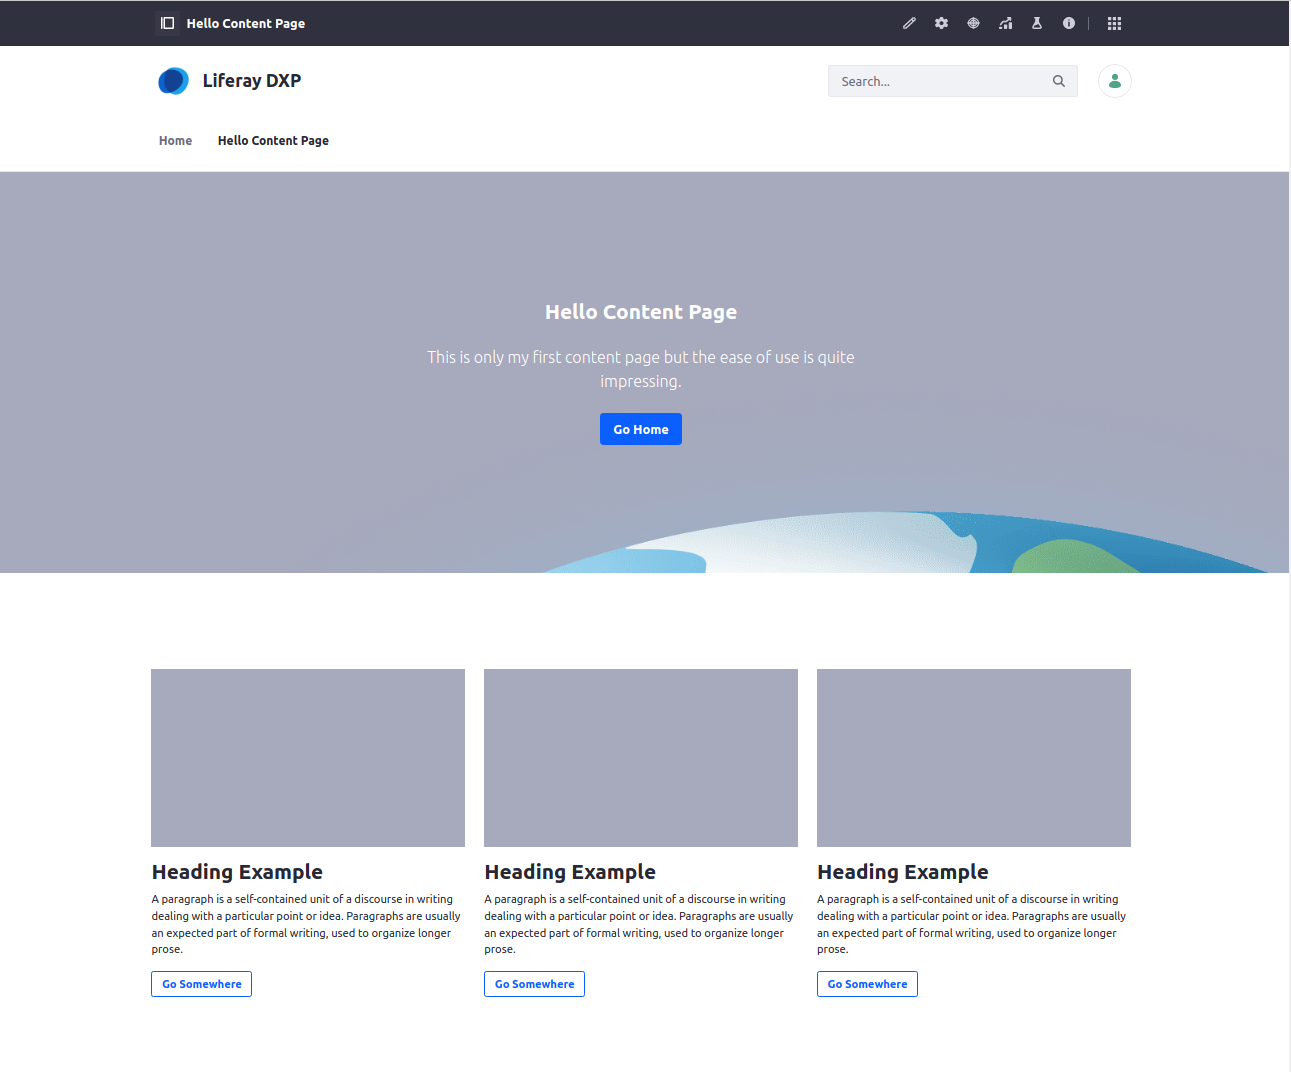 Hello Content Page
Liferay DXP
Search...
Home
Hello Content Page
Hello Content Page
This is only my first content page but the ease of use is quite
impressing.
Go Home
Heading Example
A paragraph is a self-contained unit of a discourse in writing
dealing with a particular point or idea. Paragraphs are usually
an expected part of formal writing, used to organize longer
prose.
Go Somewhere
Heading Example
A paragraph is a self-contained unit of a discourse in writing
dealing with a particular point or idea. Paragraphs are usually
an expected part of formal writing, used to organize longer
prose.
Go Somewhere
Heading Example
A paragraph is a self-contained unit of a discourse in writing
dealing with a particular point or idea. Paragraphs are usually
an expected part of formal writing, used to organize longer
prose.
Go Somewhere